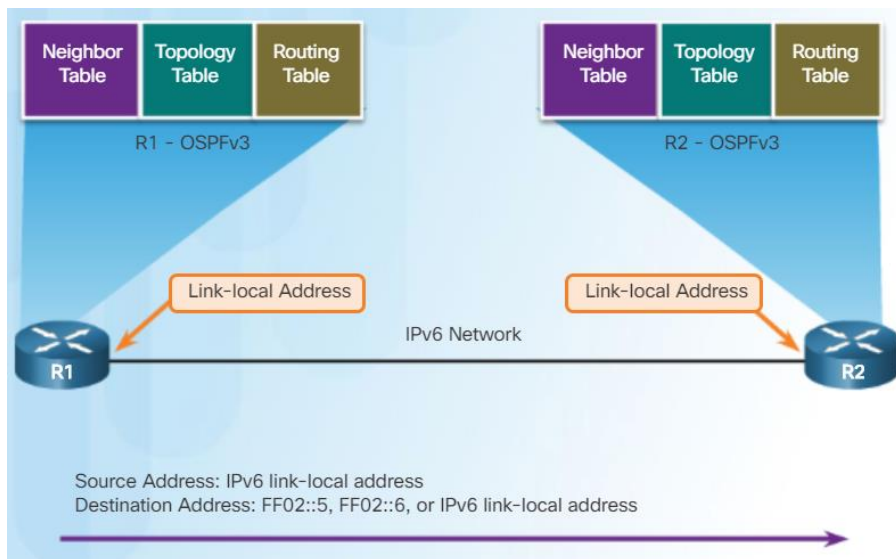 Neighbor Table
Topology Table
Routing Table
Neighbor Table
Topology Table
Routing Table
R1 - OSPFv3
R2 - OSPFv3
Link-local Address
Link-local Address
IPv6 Network
R1
R2
Source Address: IPv6 link-local address
Destination Address: FF02::5, FF02::6, or IPv6 link-local address